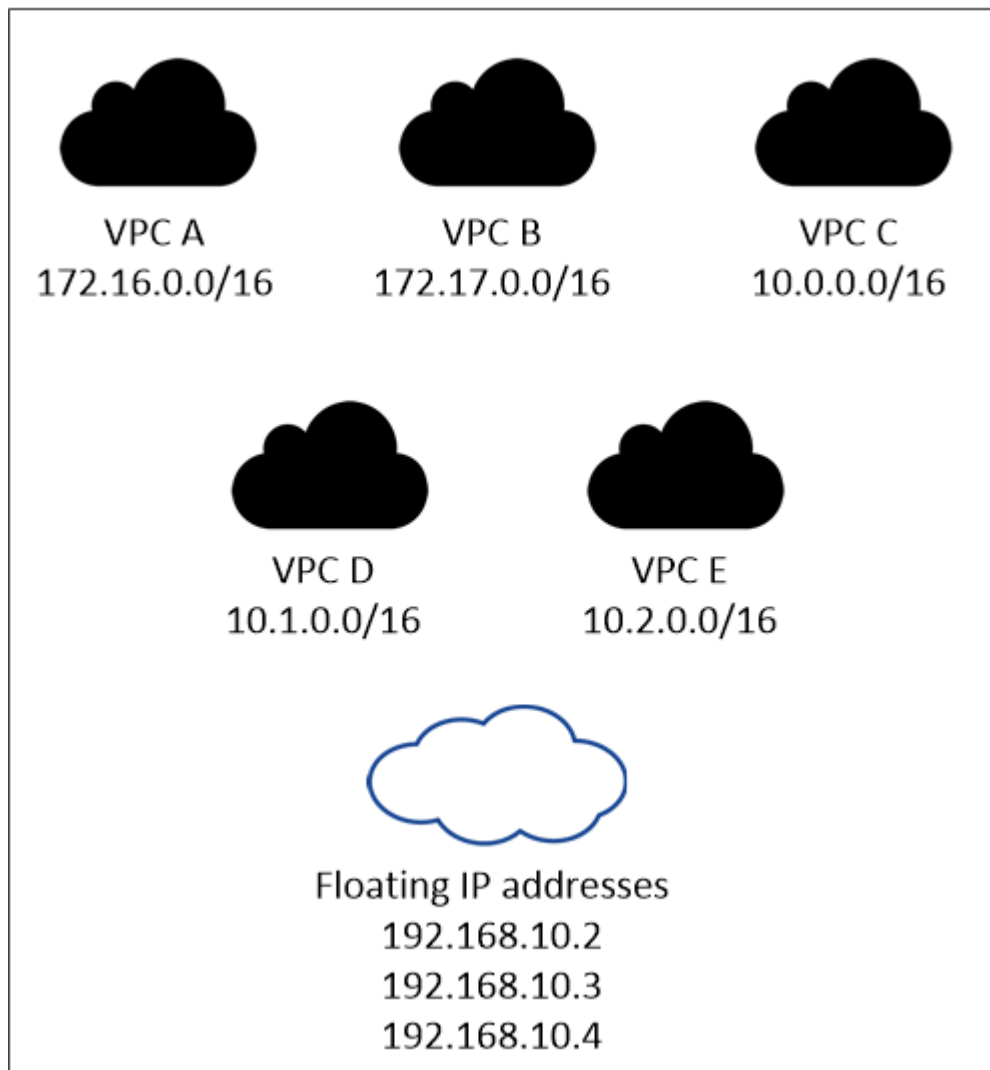 VPC A
172.16.0.0/16
VPC B
172.17.0.0/16
VPC C
10.0.0.0/16
VPC D
10.1.0.0/16
VPC E
10.2.0.0/16
Floating IP addresses
192.168.10.2
192.168.10.3
192.168.10.4